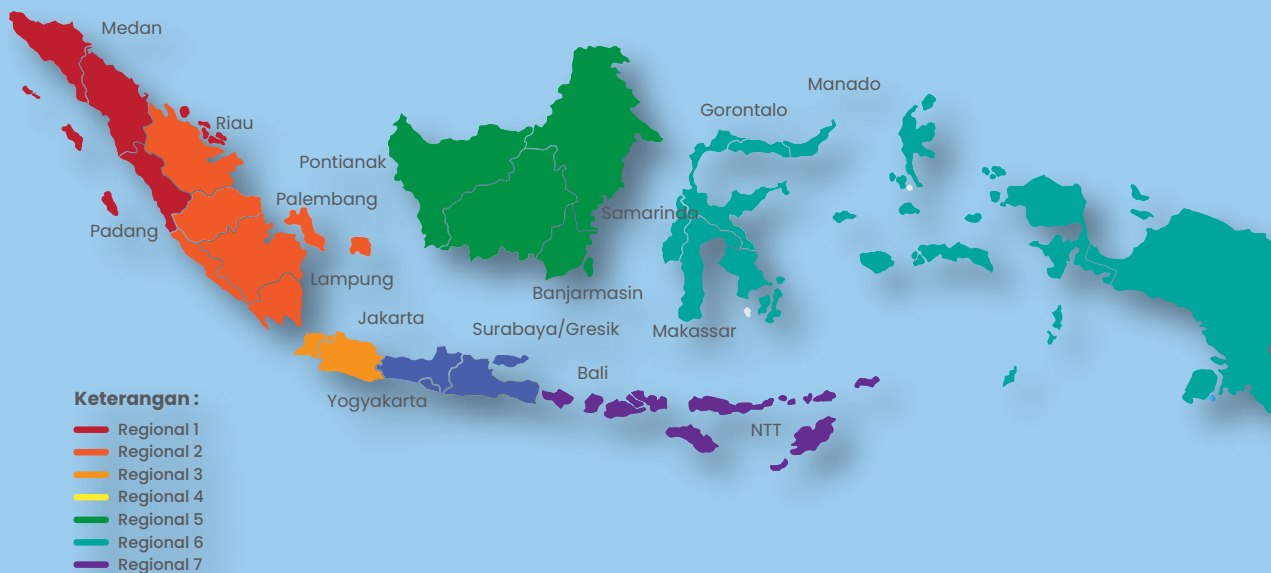 Medan
Manado
Gorontalo
Riau
Pontianak
Palembang
Samarinda
Padang
Lampung
Banjarmasin
Jakarta
Surabaya/Gresik
Makassar
Bali
Yogyakarta
NTT
Keterangan :
Regional 1
Regional 2
Regional 3
Regional 4
Regional 5
Regional 6
Regional 7